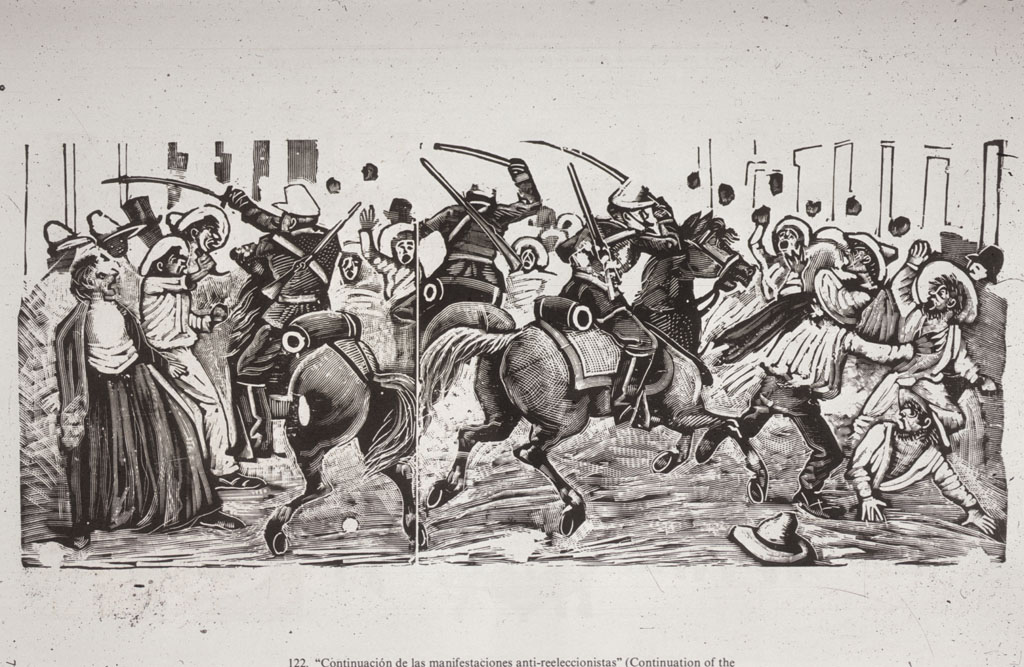 122. "Continuación de las manifestaciones anti-reeleccionistas" (Continuation of the